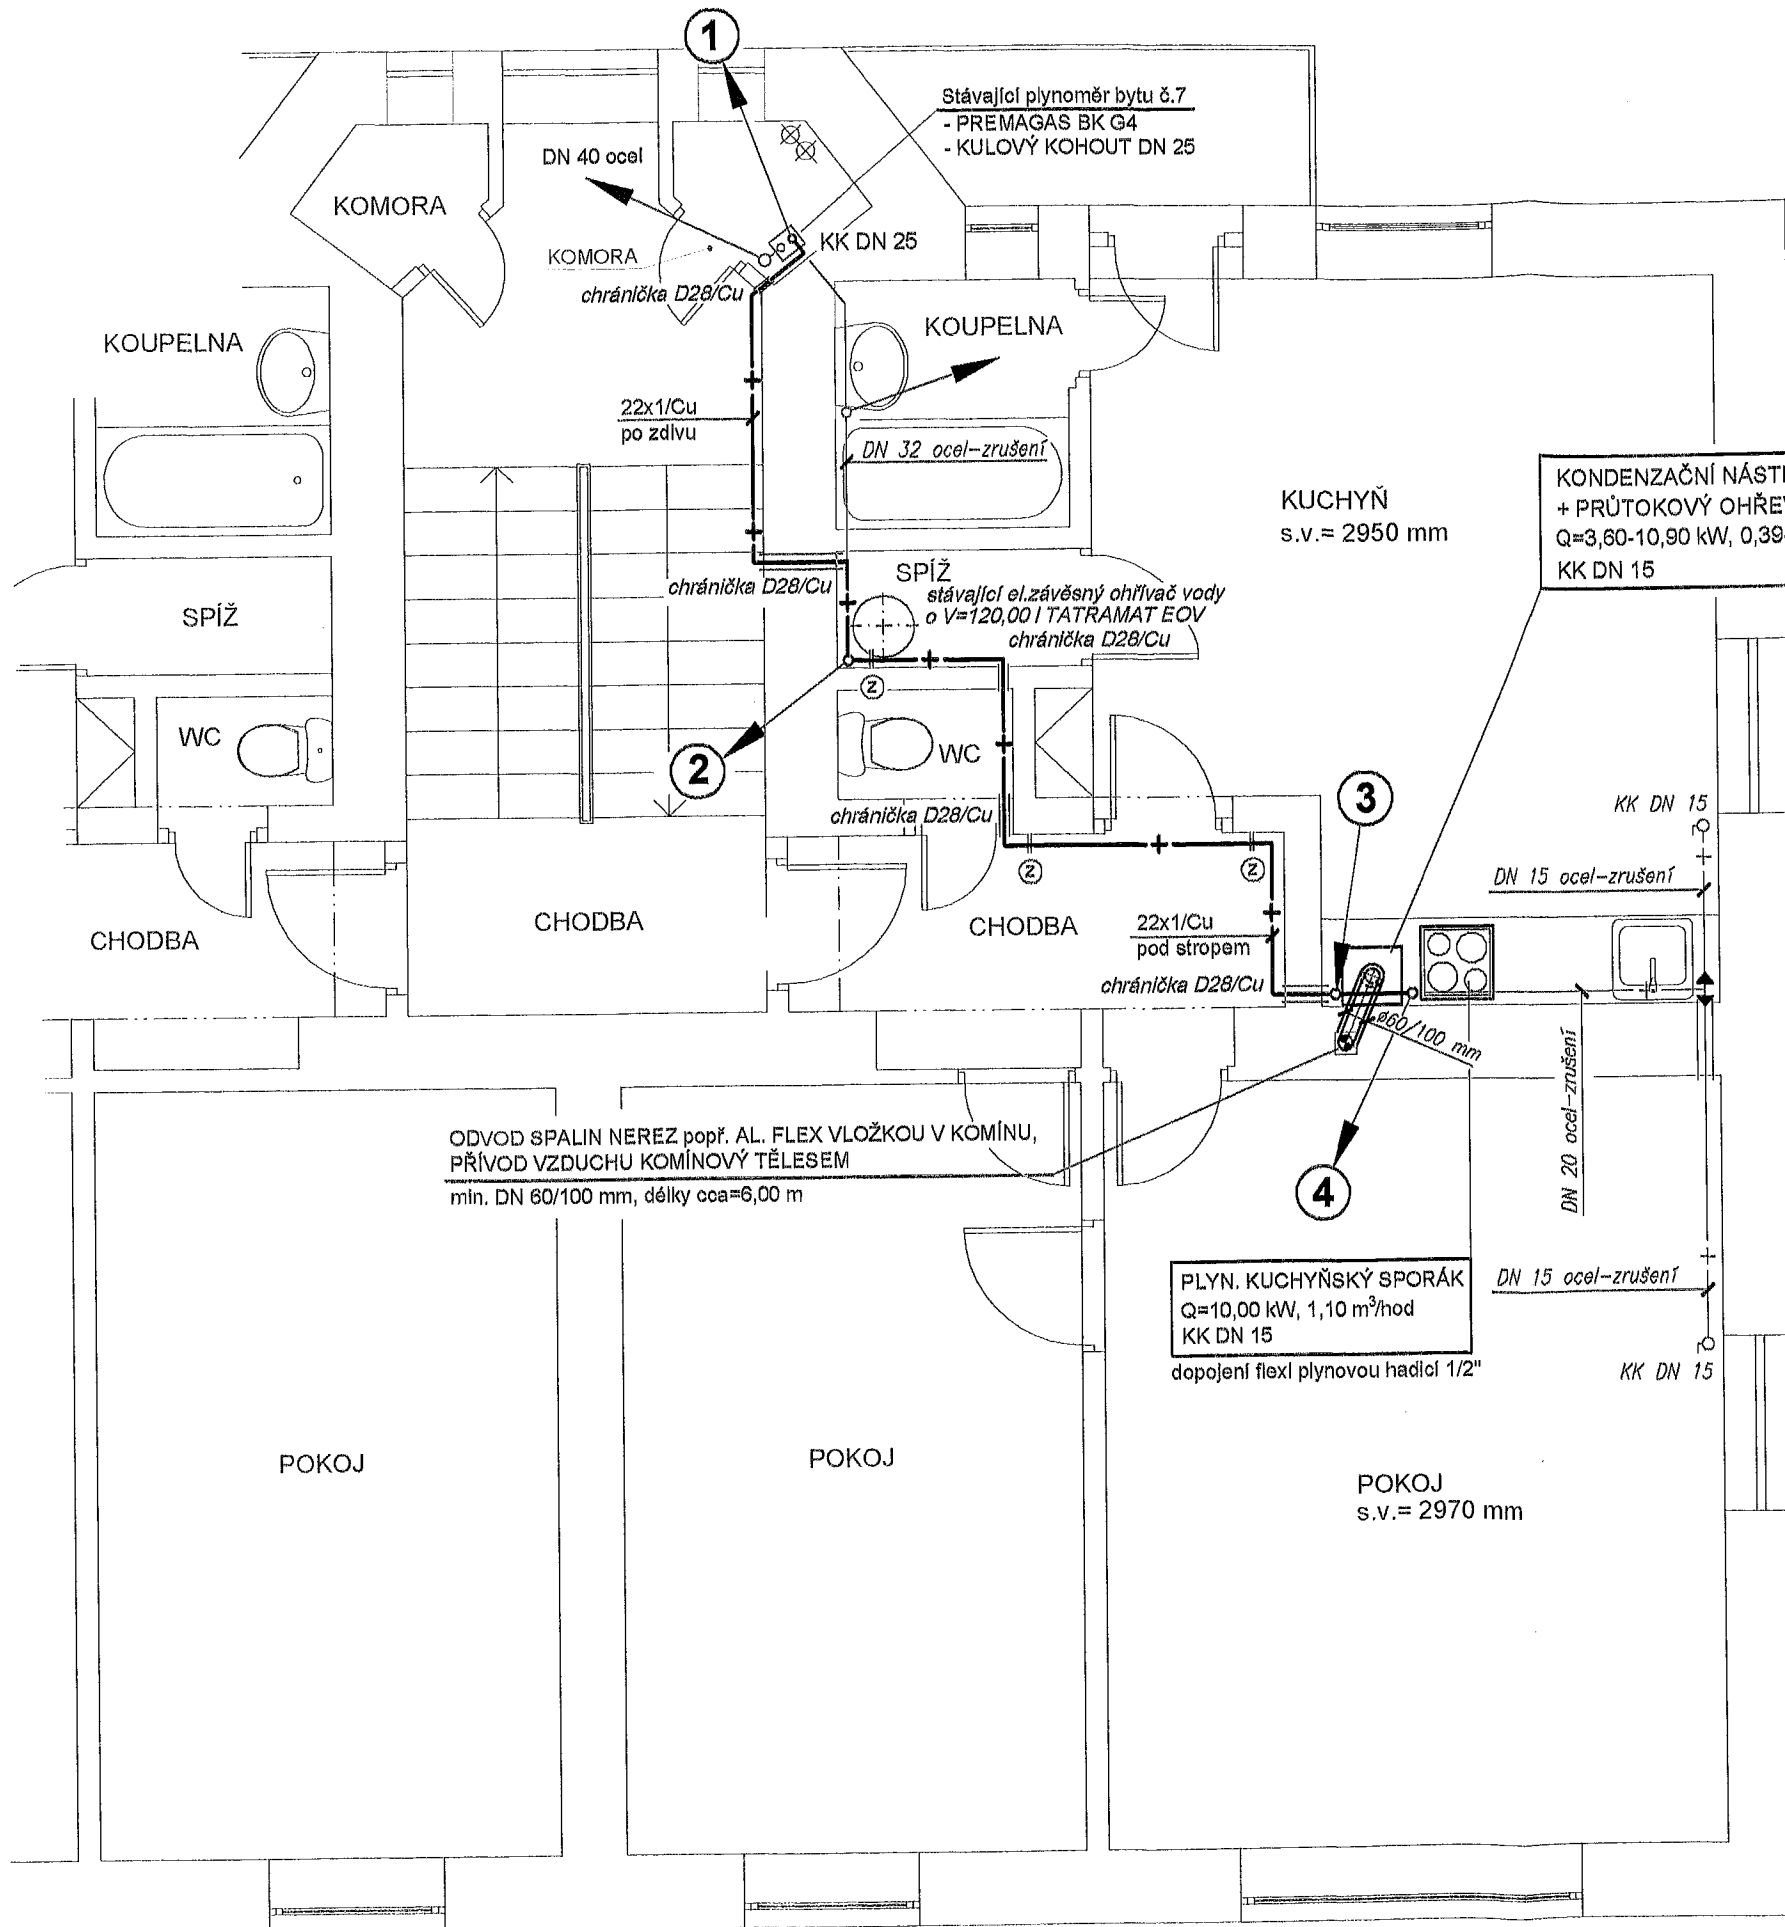 1
Stávající plynoměr bytu č.7
- PREMAGAS BK G4
- KULOVÝ KOHOUT DN 25
DN 40 ocel
KOMORA
KOMORA
KK DN 25
chránička D28/Cu
KOUPELNA
KOUPELNA
22x1/Cu
po zdivu
DN 32 ocel-zrušení
KUCHYŇ
s.v.= 2950 mm
KONDENZAČNÍ
+ PRŮTOKOVÝ
Q=3,60-10,90 kW,
KK DN 15
SPÍŽ
chránička D28/Cu
stávající el.závěsný ohřívač vody
o V=120,00 l TATRAMAT EOV
chránička D28/Cu
SPÍŽ
Z
WC
WC
2
3
KK DN 15
chránička D28/Cu
Z
Z
DN 15 ocel-zrušení
CHODBA
CHODBA
CHODBA
22x1/Cu
pod stropem
chránička D28/Cu
ø60/100 mm
DN 20 ocel-zrušení
ODVOD SPALIN NEREZ popř. AL. FLEX VLOŽKOU V KOMÍNU,
PŘÍVOD VZDUCHU KOMÍNOVÝ TĚLESEM
min. DN 60/100 mm, délky cca=6,00 m
4
PLYN. KUCHYŇSKÝ SPORÁK
Q=10,00 kW, 1,10 m³/hod
KK DN 15
dopojení flexi plynovou hadicí 1/2"
DN 15 ocel-zrušení
KK DN 15
POKOJ
POKOJ
POKOJ
s.v.= 2970 mm